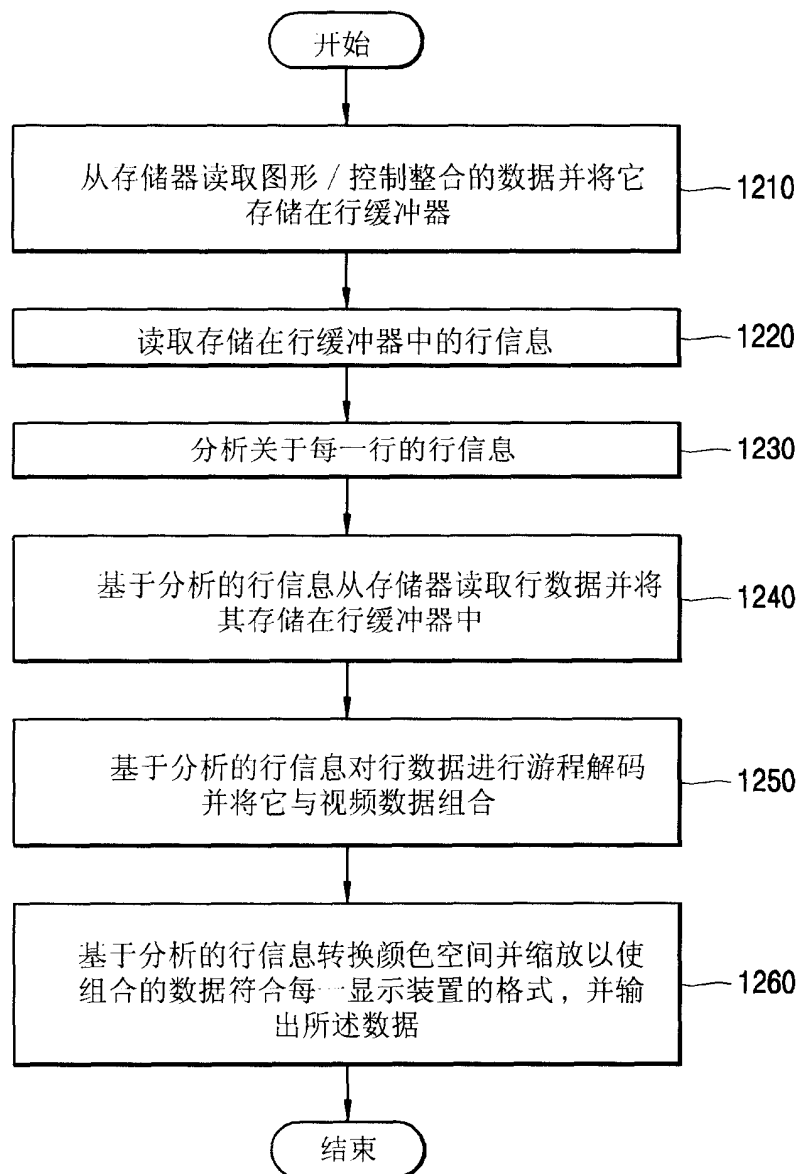 开始
从存储器读取图形/控制整合的数据并将它
存储在行缓冲器
1210
读取存储在行缓冲器中的行信息
1220
分析关于每一行的行信息
1230
基于分析的行信息从存储器读取行数据并将
其存储在行缓冲器中
1240
基于分析的行信息对行数据进行游程解码
并将它与视频数据组合
1250
基于分析的行信息转换颜色空间并缩放以使
组合的数据符合每一显示装置的格式，并输
出所述数据
1260
结束